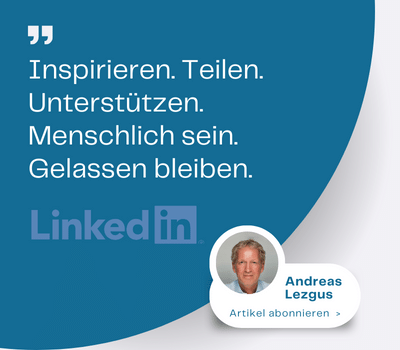 Inspirieren. Teilen.
Unterstützen.
Menschlich sein.
Gelassen bleiben.
Linkedin
Andreas
Lezgus
Artikel abonnieren >